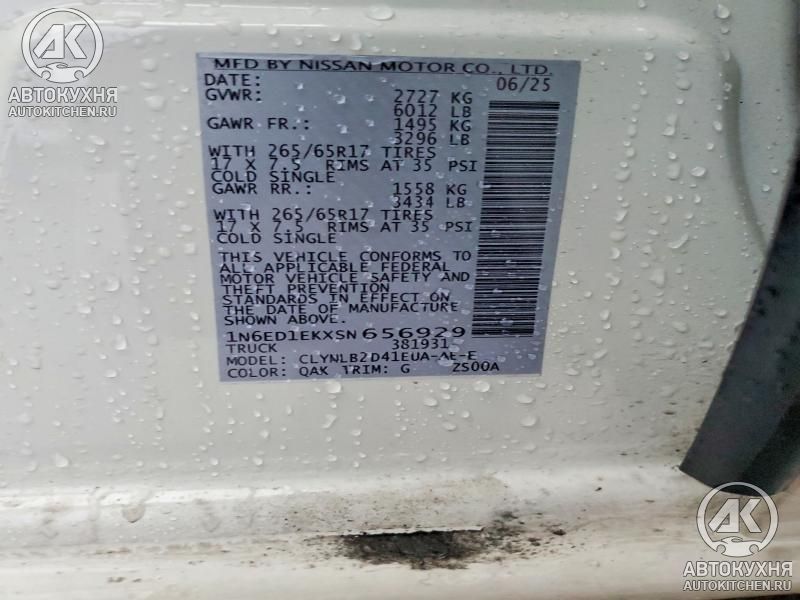 AK
АВТОКУХНЯ
AUTOKITCHEN.RU
MFD BY NISSAN MOTOR CO., LTD.
DATE: 06/25
GVWR: 2727 KG
6012 LB
GAWR FR.: 1495 KG
3296 LB
WITH 265/65R17 TIRES
17 X 7.5 RIMS AT 35 PSI
COLD SINGLE
GAWR RR.: 1558 KG
3434 LB
WITH 265/65R17 TIRES
17 X 7.5 RIMS AT 35 PSI
COLD SINGLE
THIS VEHICLE CONFORMS TO
ALL APPLICABLE FEDERAL
MOTOR VEHICLE SAFETY AND
THEFT PREVENTION
STANDARDS IN EFFECT ON
THE DATE OF MANUFACTURE
SHOWN ABOVE.
1N6ED1EKXSN656929
TRUCK 381931
MODEL: CLYNLB2D41EUA-AE-E
COLOR: QAK TRIM: G ZS00A
AK
АВТОКУХНЯ
AUTOKITCHEN.RU